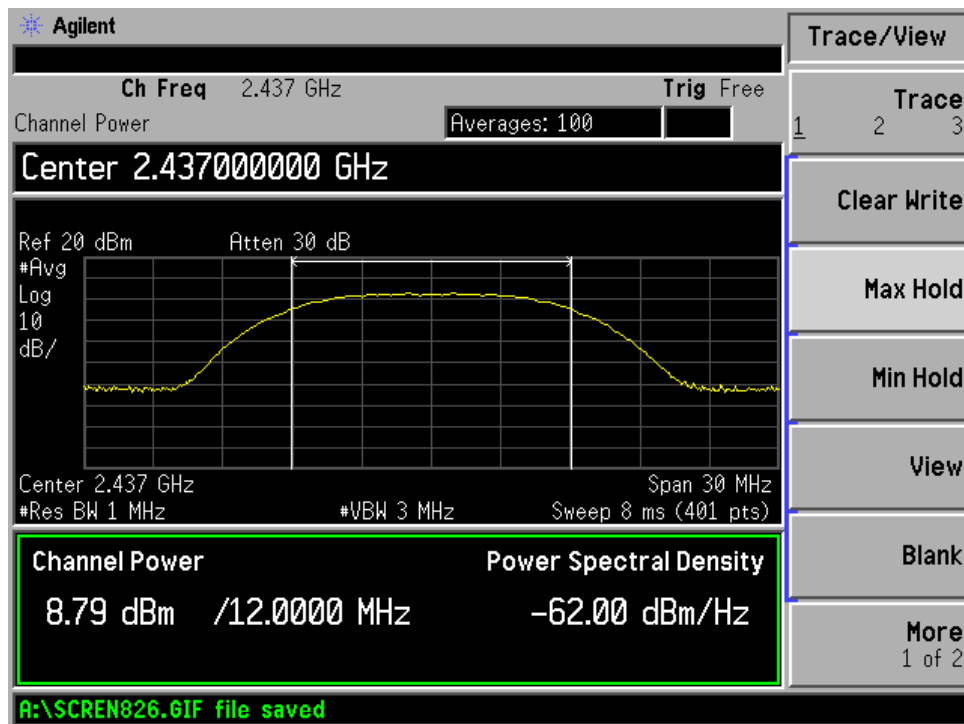 Agilent
Trace/View
Ch Freq 2.437 GHz Trig Free
Channel Power Averages: 100
Trace
1 2 3
Center 2.437000000 GHz
Clear Write
Ref 20 dBm Atten 30 dB
#Avg
Log
10
dB/
Max Hold
Min Hold
Center 2.437 GHz Span 30 MHz
#Res BW 1 MHz #VBW 3 MHz Sweep 8 ms (401 pts)
View
Channel Power Power Spectral Density
8.79 dBm /12.0000 MHz -62.00 dBm/Hz
Blank
More
1 of 2
A:\SCREN826.GIF file saved